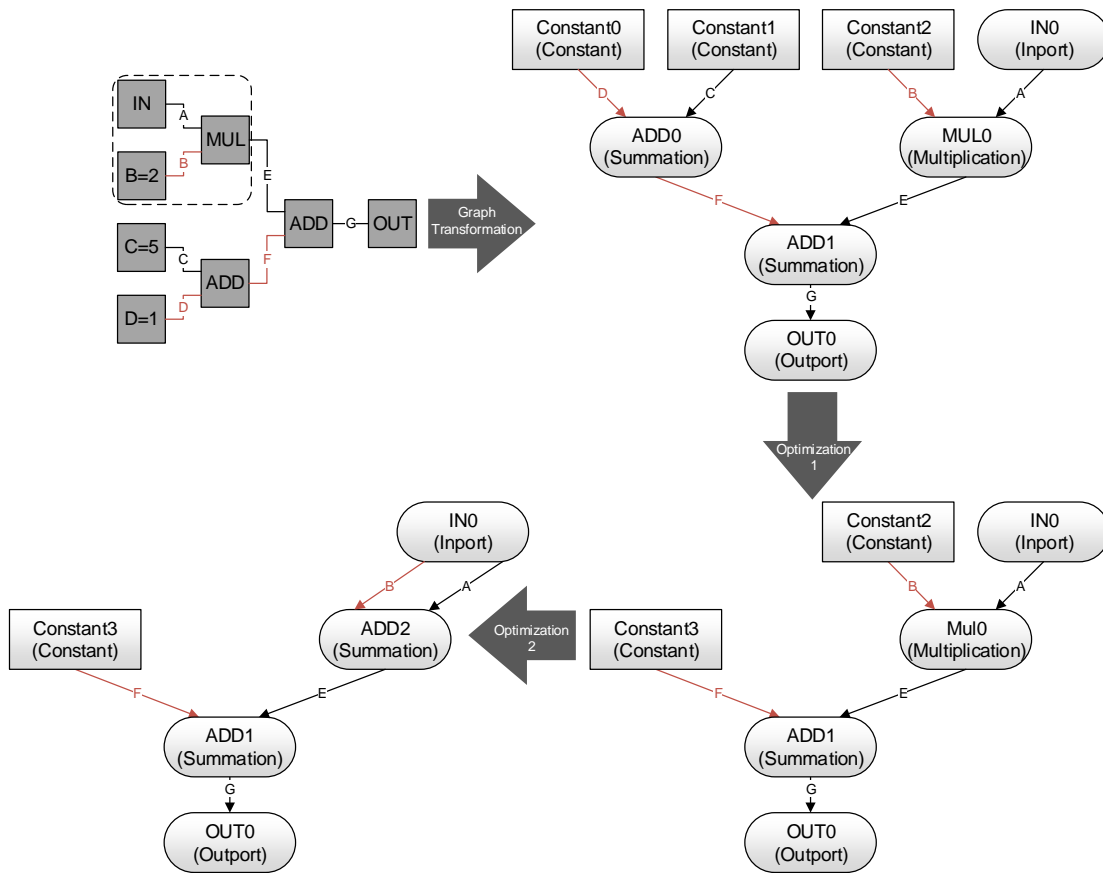 IN
A
MUL
B
B=2
E
ADD
G
OUT
C=5
C
F
ADD
D
D=1
Graph
Transformation
Constant0
(Constant)
Constant1
(Constant)
Constant2
(Constant)
IN0
(Inport)
D
C
B
A
ADD0
(Summation)
MUL0
(Multiplication)
F
E
ADD1
(Summation)
G
OUT0
(Outport)
Optimization
1
Constant2
(Constant)
IN0
(Inport)
B
A
Constant3
(Constant)
Mul0
(Multiplication)
F
E
ADD1
(Summation)
G
OUT0
(Outport)
Optimization
2
IN0
(Inport)
B
A
Constant3
(Constant)
ADD2
(Summation)
F
E
ADD1
(Summation)
G
OUT0
(Outport)